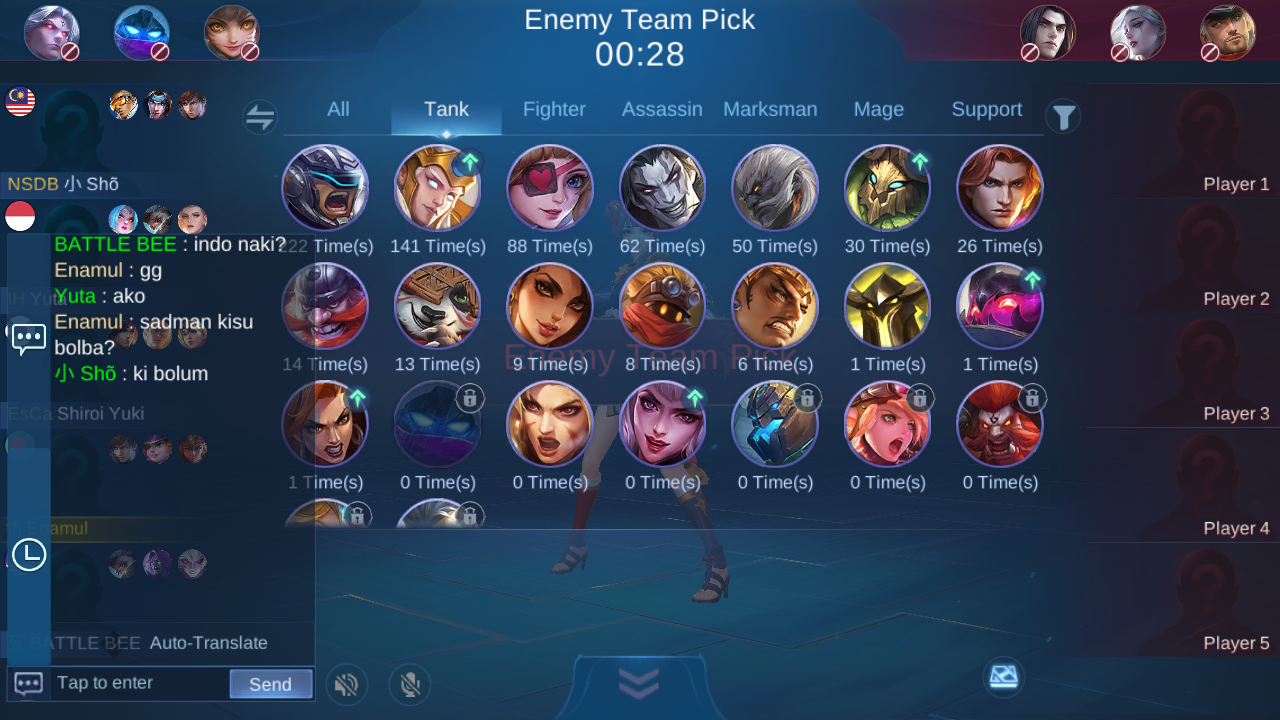 Enemy Team Pick
00:28
All
Tank
Fighter
Assassin
Marksman
Mage
Support
NSDB 小 Shõ
Player 1
222 Time(s)
141 Time(s)
88 Time(s)
62 Time(s)
50 Time(s)
30 Time(s)
26 Time(s)
BATTLE BEE : indo naki?
Enamul : gg
IH Yuta
Yuta : ako
Player 2
Enamul : sadman kisu
bolba?
Enemy Team Pick
14 Time(s)
13 Time(s)
9 Time(s)
8 Time(s)
6 Time(s)
1 Time(s)
1 Time(s)
小 Shõ : ki bolum
EsCa Shiroi Yuki
Player 3
1 Time(s)
0 Time(s)
0 Time(s)
0 Time(s)
0 Time(s)
0 Time(s)
0 Time(s)
Enamul
Player 4
BATTLE BEE
Auto-Translate
Player 5
Tap to enter
Send